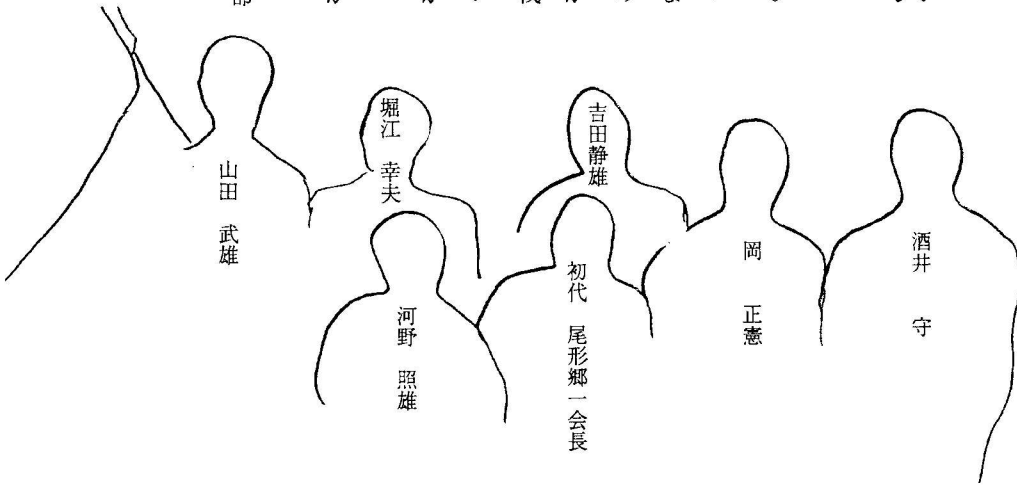 酒井 守
岡 正憲
吉田静雄
初代 尾形郷一会長
堀江 幸夫
河野 照雄
山田 武雄
部